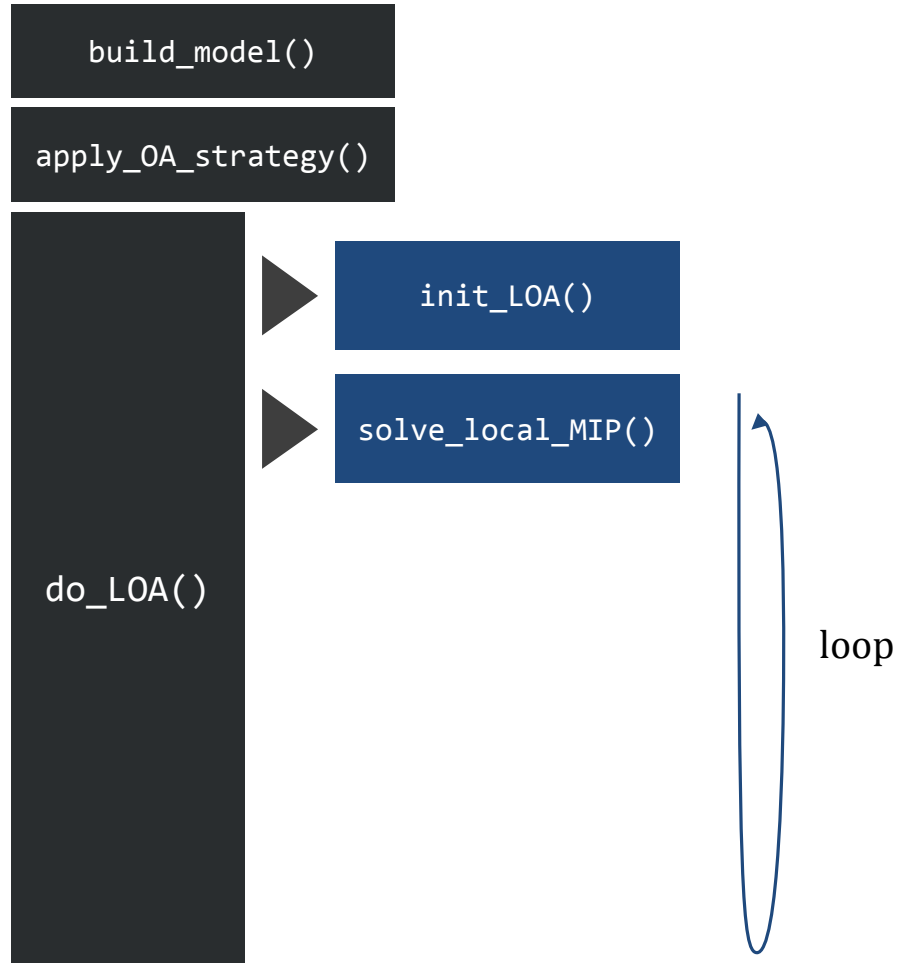 build_model()
apply_OA_strategy()
init_LOA()
solve_local_MIP()
do_LOA()
loop